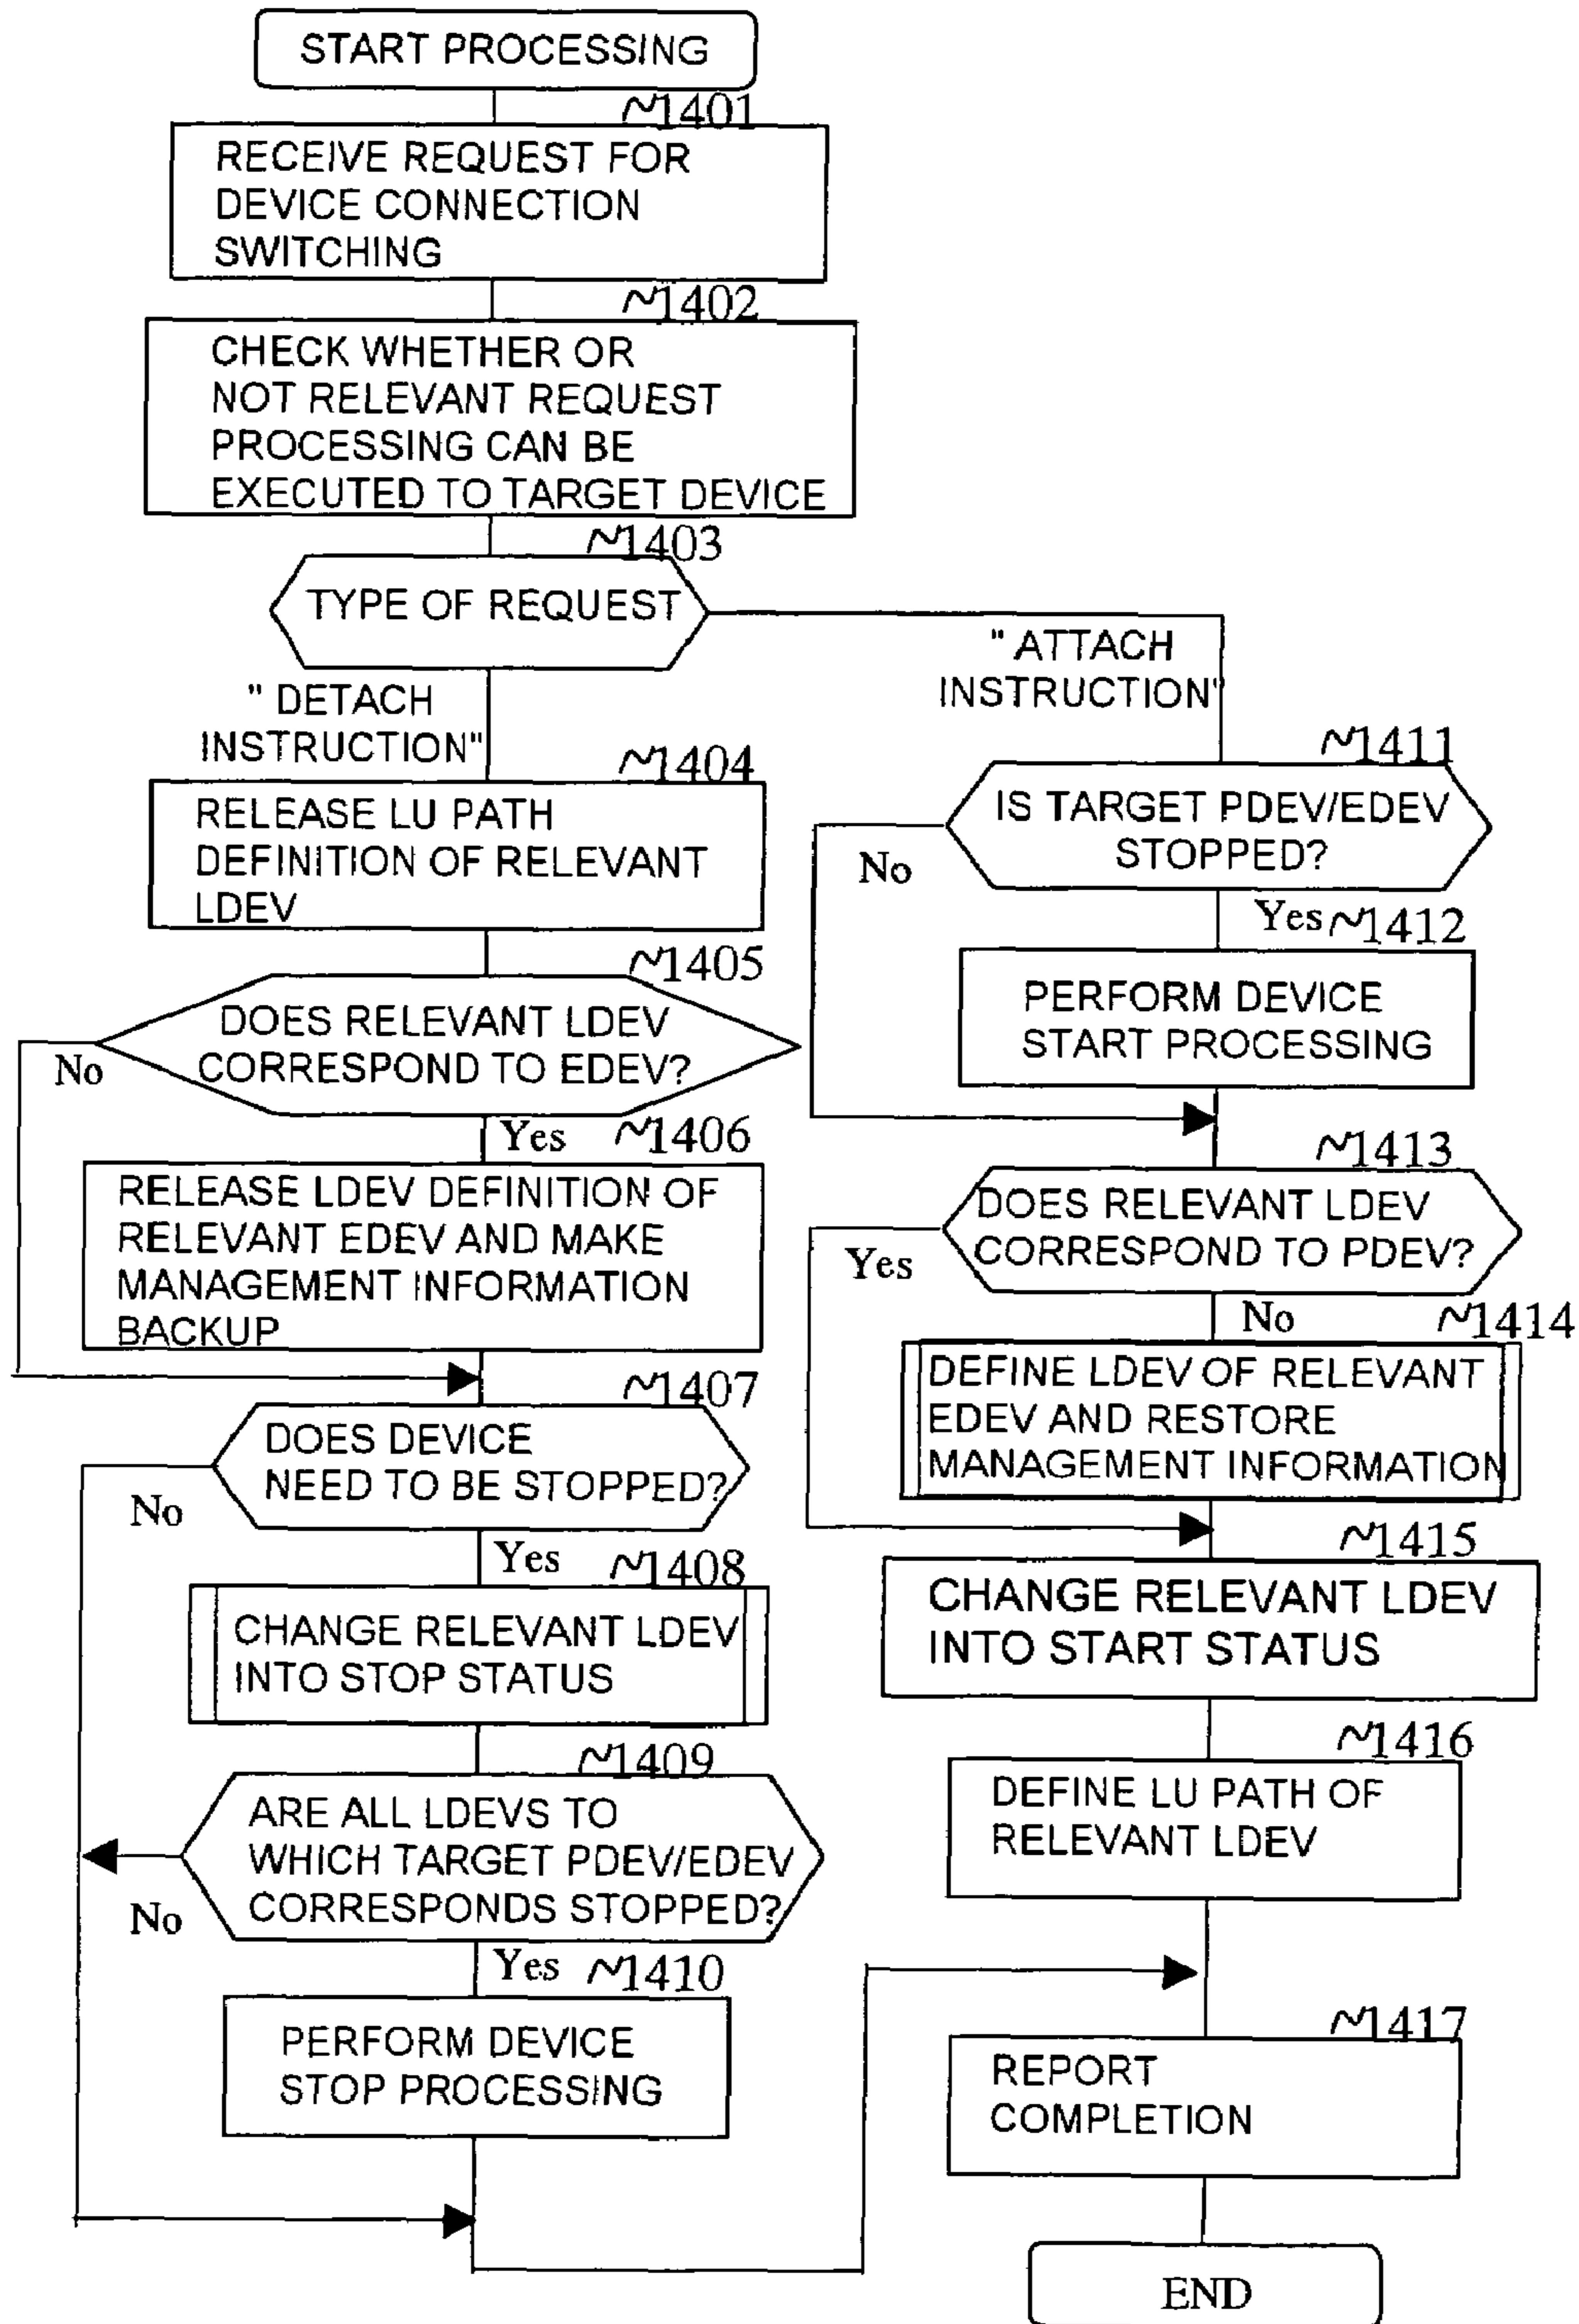 START PROCESSING
1401
RECEIVE REQUEST FOR
DEVICE CONNECTION
SWITCHING
1402
CHECK WHETHER OR
NOT RELEVANT REQUEST
PROCESSING CAN BE
EXECUTED TO TARGET DEVICE
1403
TYPE OF REQUEST
" DETACH
INSTRUCTION"
1404
RELEASE LU PATH
DEFINITION OF RELEVANT
LDEV
1405
DOES RELEVANT LDEV
CORRESPOND TO EDEV?
No
Yes
1406
RELEASE LDEV DEFINITION OF
RELEVANT EDEV AND MAKE
MANAGEMENT INFORMATION
BACKUP
1407
DOES DEVICE
NEED TO BE STOPPED?
No
Yes
1408
CHANGE RELEVANT LDEV
INTO STOP STATUS
1409
ARE ALL LDEVS TO
WHICH TARGET PDEV/EDEV
CORRESPONDS STOPPED?
No
Yes
1410
PERFORM DEVICE
STOP PROCESSING
" ATTACH
INSTRUCTION"
1411
IS TARGET PDEV/EDEV
STOPPED?
No
Yes
1412
PERFORM DEVICE
START PROCESSING
1413
DOES RELEVANT LDEV
CORRESPOND TO PDEV?
Yes
No
1414
DEFINE LDEV OF RELEVANT
EDEV AND RESTORE
MANAGEMENT INFORMATION
1415
CHANGE RELEVANT LDEV
INTO START STATUS
1416
DEFINE LU PATH OF
RELEVANT LDEV
1417
REPORT
COMPLETION
END